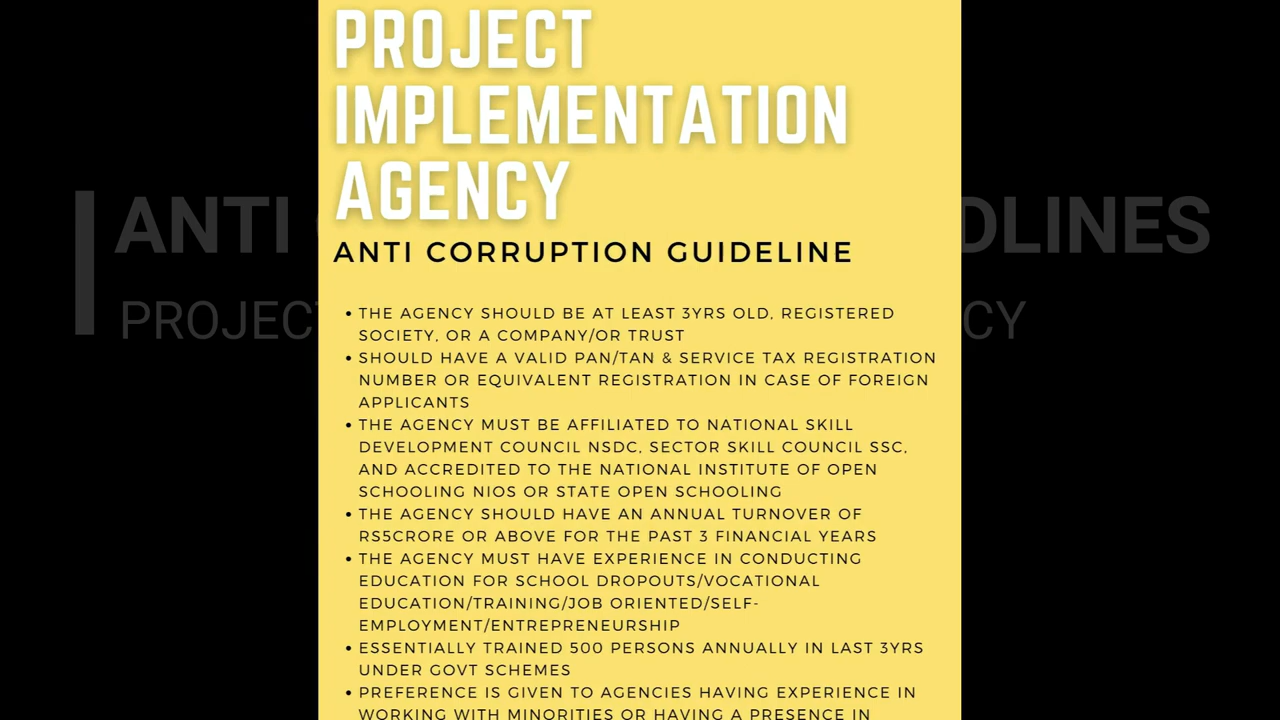 PROJECT
IMPLEMENTATION
AGENCY
ANTI CORRUPTION GUIDELINE
ANTI
DLINES
PROJECT
CY
• THE AGENCY SHOULD BE AT LEAST 3YRS OLD, REGISTERED
SOCIETY, OR A COMPANY/OR TRUST
• SHOULD HAVE A VALID PAN/TAN & SERVICE TAX REGISTRATION
NUMBER OR EQUIVALENT REGISTRATION IN CASE OF FOREIGN
APPLICANTS
• THE AGENCY MUST BE AFFILIATED TO NATIONAL SKILL
DEVELOPMENT COUNCIL NSDC, SECTOR SKILL COUNCIL SSC,
AND ACCREDITED TO THE NATIONAL INSTITUTE OF OPEN
SCHOOLING NIOS OR STATE OPEN SCHOOLING
• THE AGENCY SHOULD HAVE AN ANNUAL TURNOVER OF
RS5CRORE OR ABOVE FOR THE PAST 3 FINANCIAL YEARS
• THE AGENCY MUST HAVE EXPERIENCE IN CONDUCTING
EDUCATION FOR SCHOOL DROPOUTS/VOCATIONAL
EDUCATION/TRAINING/JOB ORIENTED/SELF-
EMPLOYMENT/ENTREPRENEURSHIP
• ESSENTIALLY TRAINED 500 PERSONS ANNUALLY IN LAST 3YRS
UNDER GOVT SCHEMES
• PREFERENCE IS GIVEN TO AGENCIES HAVING EXPERIENCE IN
WORKING WITH MINORITIES OR HAVING A PRESENCE IN